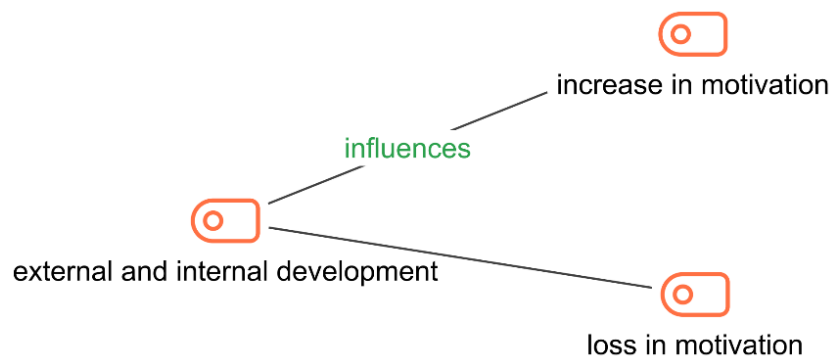 increase in motivation
influences
external and internal development
loss in motivation